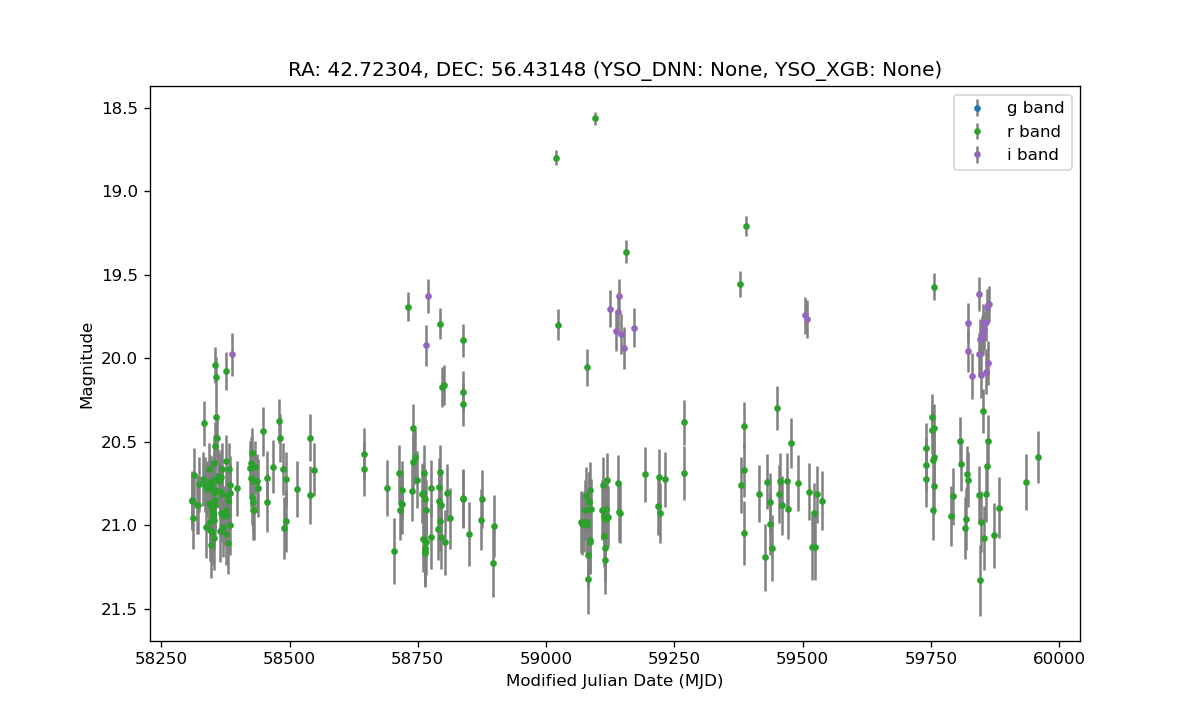 RA: 42.72304, DEC: 56.43148 (YSO_DNN: None, YSO_XGB: None)
g band
r band
i band
18.5
19.0
19.5
20.0
20.5
21.0
21.5
Magnitude
58250 58500 58750 59000 59250 59500 59750 60000
Modified Julian Date (MJD)